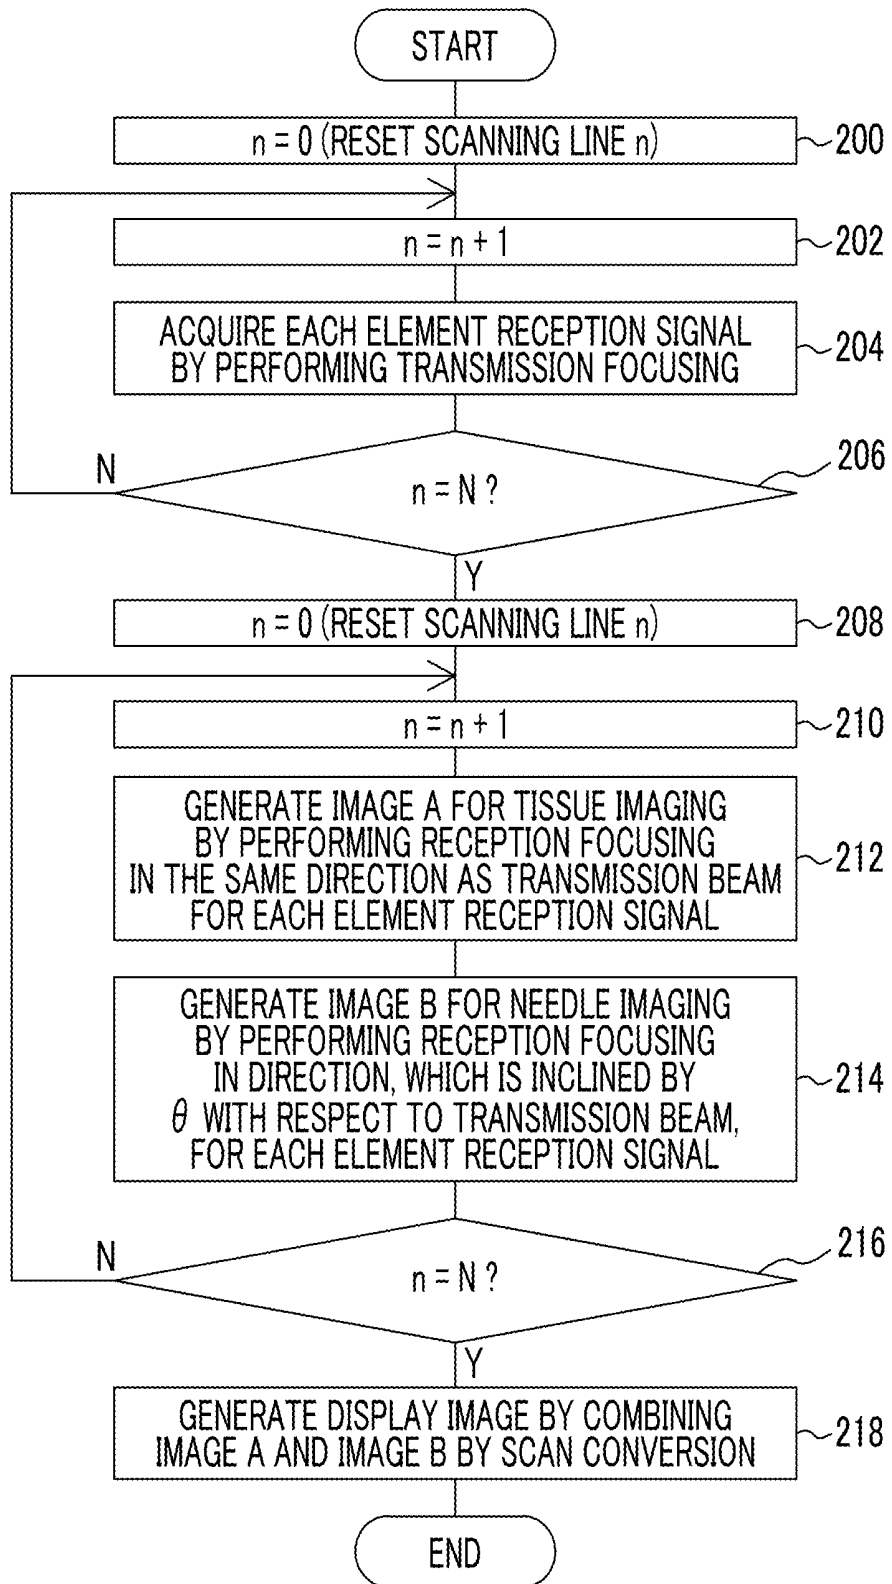 START
n = 0 (RESET SCANNING LINE n)
200
n = n + 1
202
ACQUIRE EACH ELEMENT RECEPTION SIGNAL
BY PERFORMING TRANSMISSION FOCUSING
204
N
n = N ?
206
Y
n = 0 (RESET SCANNING LINE n)
208
n = n + 1
210
GENERATE IMAGE A FOR TISSUE IMAGING
BY PERFORMING RECEPTION FOCUSING
IN THE SAME DIRECTION AS TRANSMISSION BEAM
FOR EACH ELEMENT RECEPTION SIGNAL
212
GENERATE IMAGE B FOR NEEDLE IMAGING
BY PERFORMING RECEPTION FOCUSING
IN DIRECTION, WHICH IS INCLINED BY
θ WITH RESPECT TO TRANSMISSION BEAM,
FOR EACH ELEMENT RECEPTION SIGNAL
214
N
n = N ?
216
Y
GENERATE DISPLAY IMAGE BY COMBINING
IMAGE A AND IMAGE B BY SCAN CONVERSION
218
END